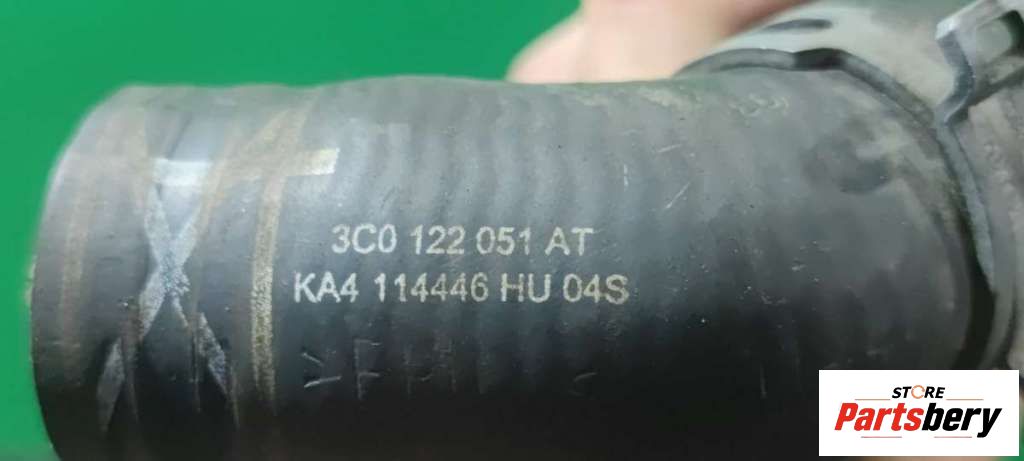 3C0 122 051 AT
KA4 114446 HU 04S
STORE
Partsbery